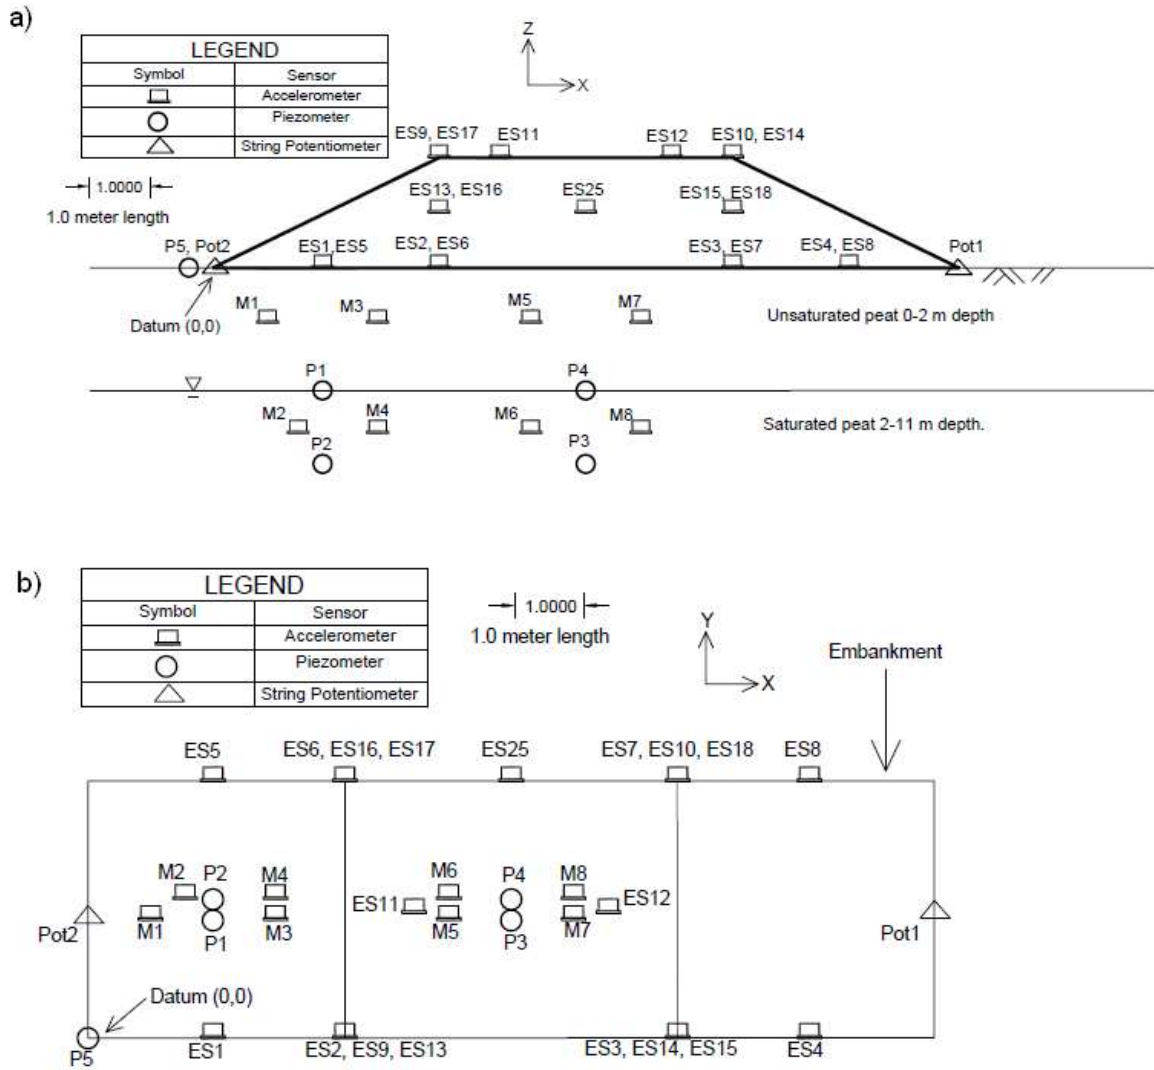 a)
LEGEND
Symbol Sensor
Accelerometer
Piezometer
String Potentiometer
Z
X
1.0000
1.0 meter length
ES9, ES17 ES11 ES12 ES10, ES14
ES13, ES16 ES25 ES15, ES18
P5, Pot2 ES1,ES5 ES2, ES6 ES3, ES7 ES4, ES8 Pot1
Datum (0,0) M1 M3 M5 M7 Unsaturated peat 0-2 m depth
P1 P4
M2 M4 M6 M8 Saturated peat 2-11 m depth.
P2 P3
b)
LEGEND
Symbol Sensor
Accelerometer
Piezometer
String Potentiometer
1.0000
1.0 meter length
Y
X
Embankment
ES5 ES6, ES16, ES17 ES25 ES7, ES10, ES18 ES8
M2 P2 M4 M6 P4 M8
ES11 ES12
Pot2 M1 P1 M3 M5 P3 M7 Pot1
Datum (0,0)
P5 ES1 ES2, ES9, ES13 ES3, ES14, ES15 ES4